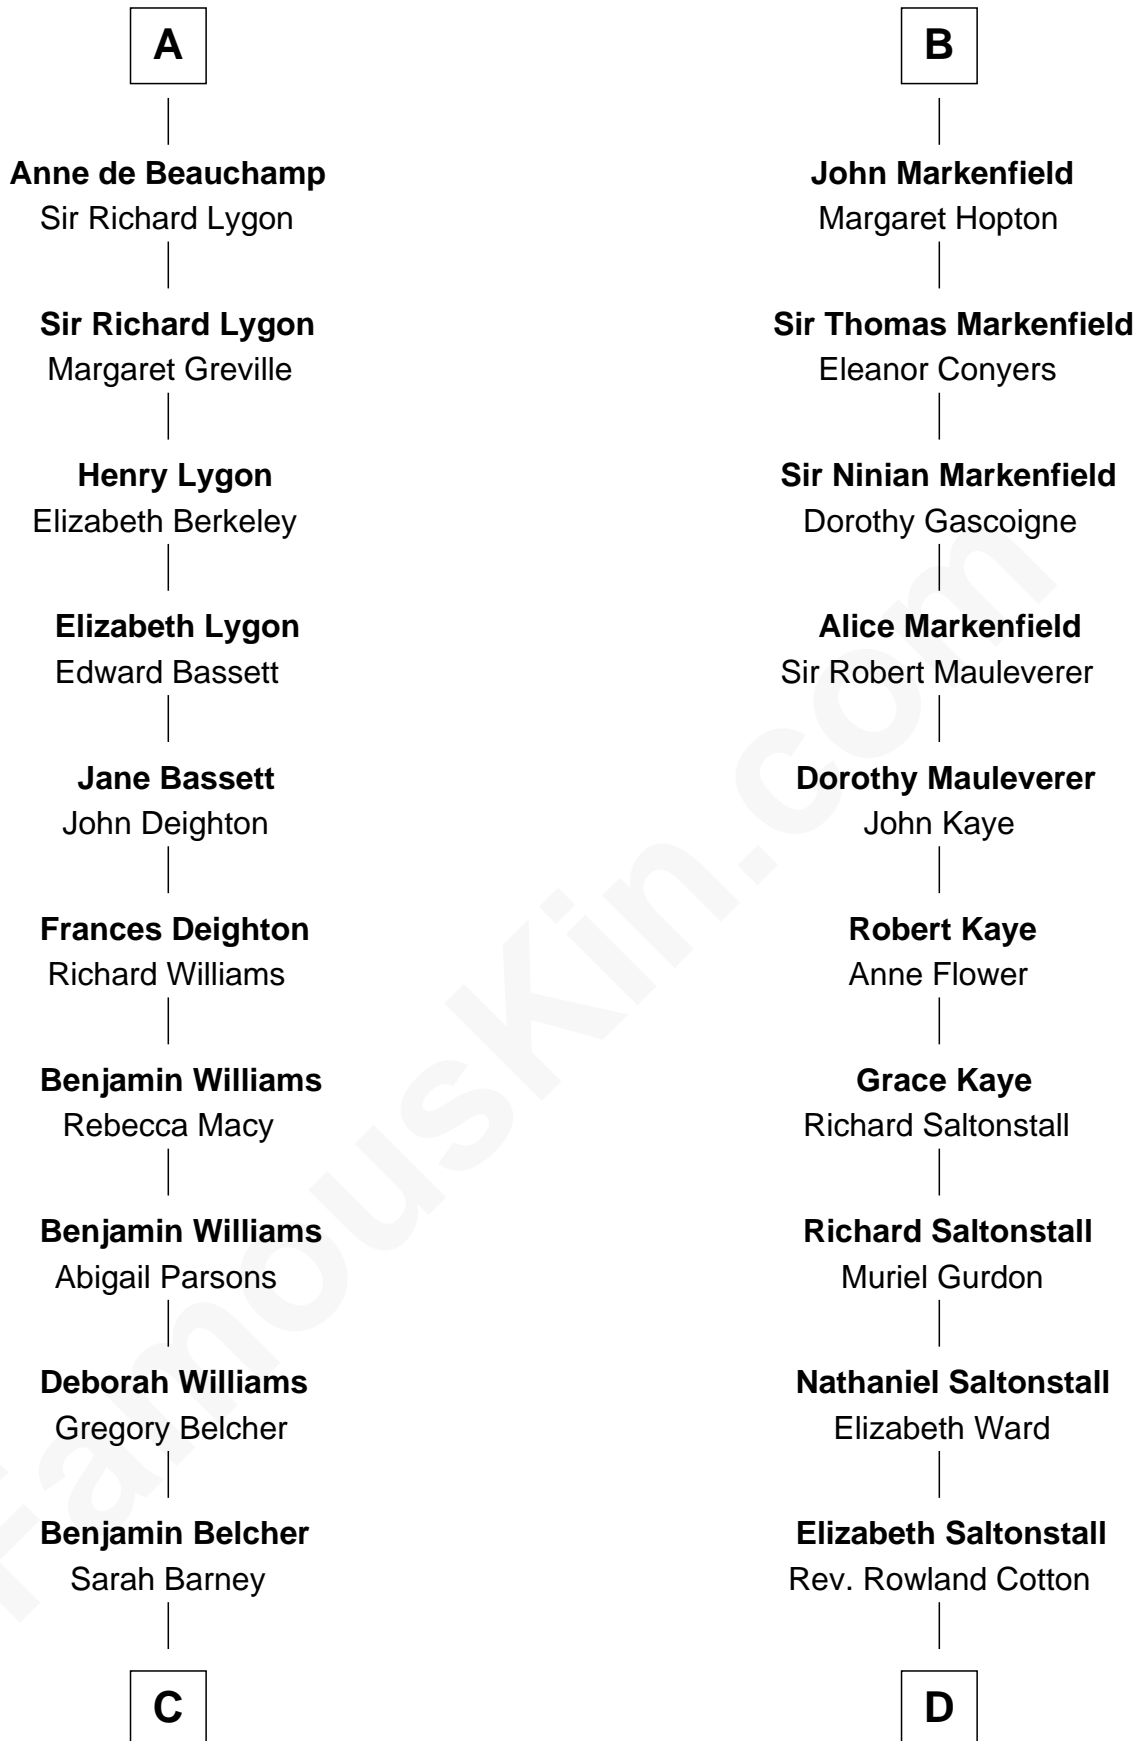 A
Anne de Beauchamp
Sir Richard Lygon
Sir Richard Lygon
Margaret Greville
Henry Lygon
Elizabeth Berkeley
Elizabeth Lygon
Edward Bassett
Jane Bassett
John Deighton
Frances Deighton
Richard Williams
Benjamin Williams
Rebecca Macy
Benjamin Williams
Abigail Parsons
Deborah Williams
Gregory Belcher
Benjamin Belcher
Sarah Barney
C
B
John Markenfield
Margaret Hopton
Sir Thomas Markenfield
Eleanor Conyers
Sir Ninian Markenfield
Dorothy Gascoigne
Alice Markenfield
Sir Robert Mauleverer
Dorothy Mauleverer
John Kaye
Robert Kaye
Anne Flower
Grace Kaye
Richard Saltonstall
Richard Saltonstall
Muriel Gurdon
Nathaniel Saltonstall
Elizabeth Ward
Elizabeth Saltonstall
Rev. Rowland Cotton
D
FamousKin.com